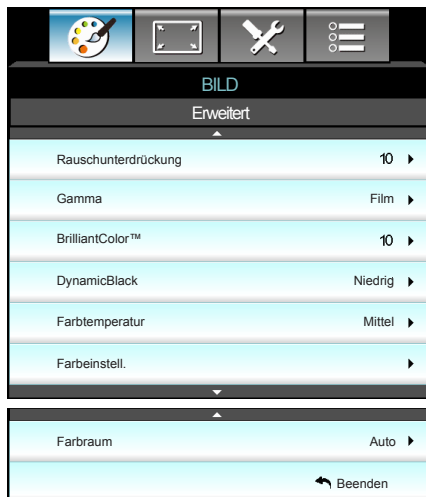 BILD
Erweitert
Rauschunterdrückung 10
Gamma Film
BrilliantColor™ 10
DynamicBlack Niedrig
Farbtemperatur Mittel
Farbeinstell.
Farbraum Auto
Beenden